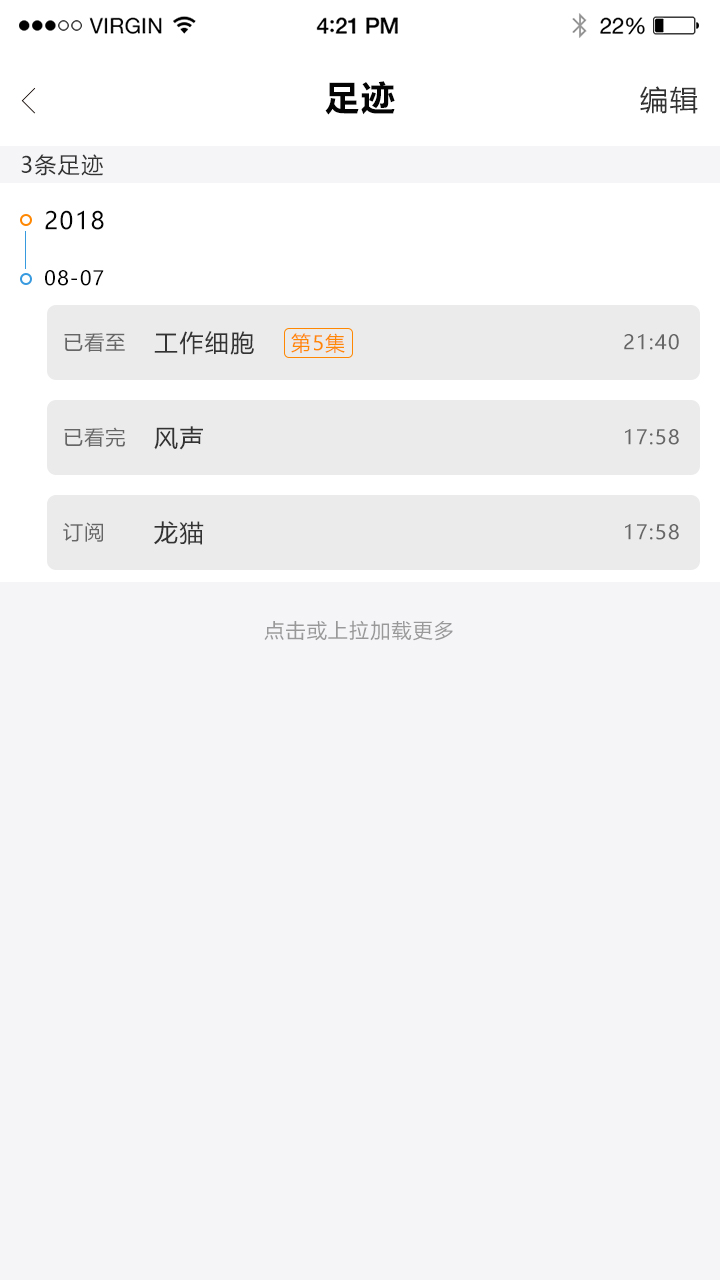 VIRGIN 4:21 PM 22%
足迹 编辑
3条足迹
2018
08-07
已看至 工作细胞 第5集 21:40
已看完 风声 17:58
订阅 龙猫 17:58
点击或上拉加载更多